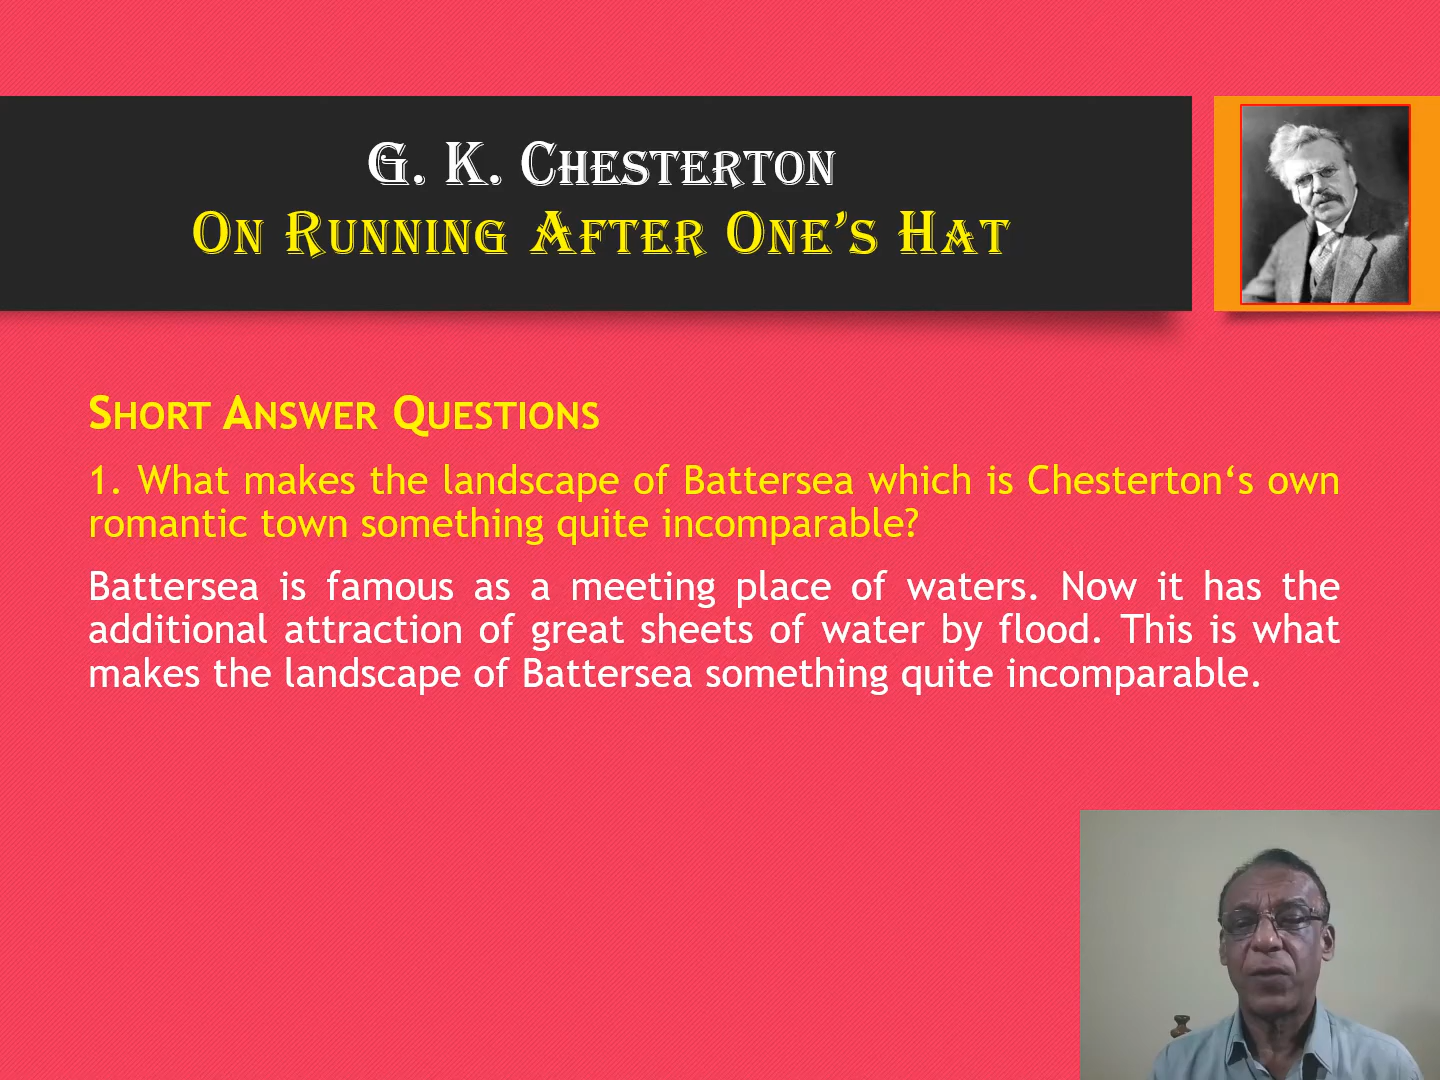 G. K. CHESTERTON
ON RUNNING AFTER ONE’S HAT
SHORT ANSWER QUESTIONS
1. What makes the landscape of Battersea which is Chesterton‘s own
romantic town something quite incomparable?
Battersea is famous as a meeting place of waters. Now it has the
additional attraction of great sheets of water by flood. This is what
makes the landscape of Battersea something quite incomparable.